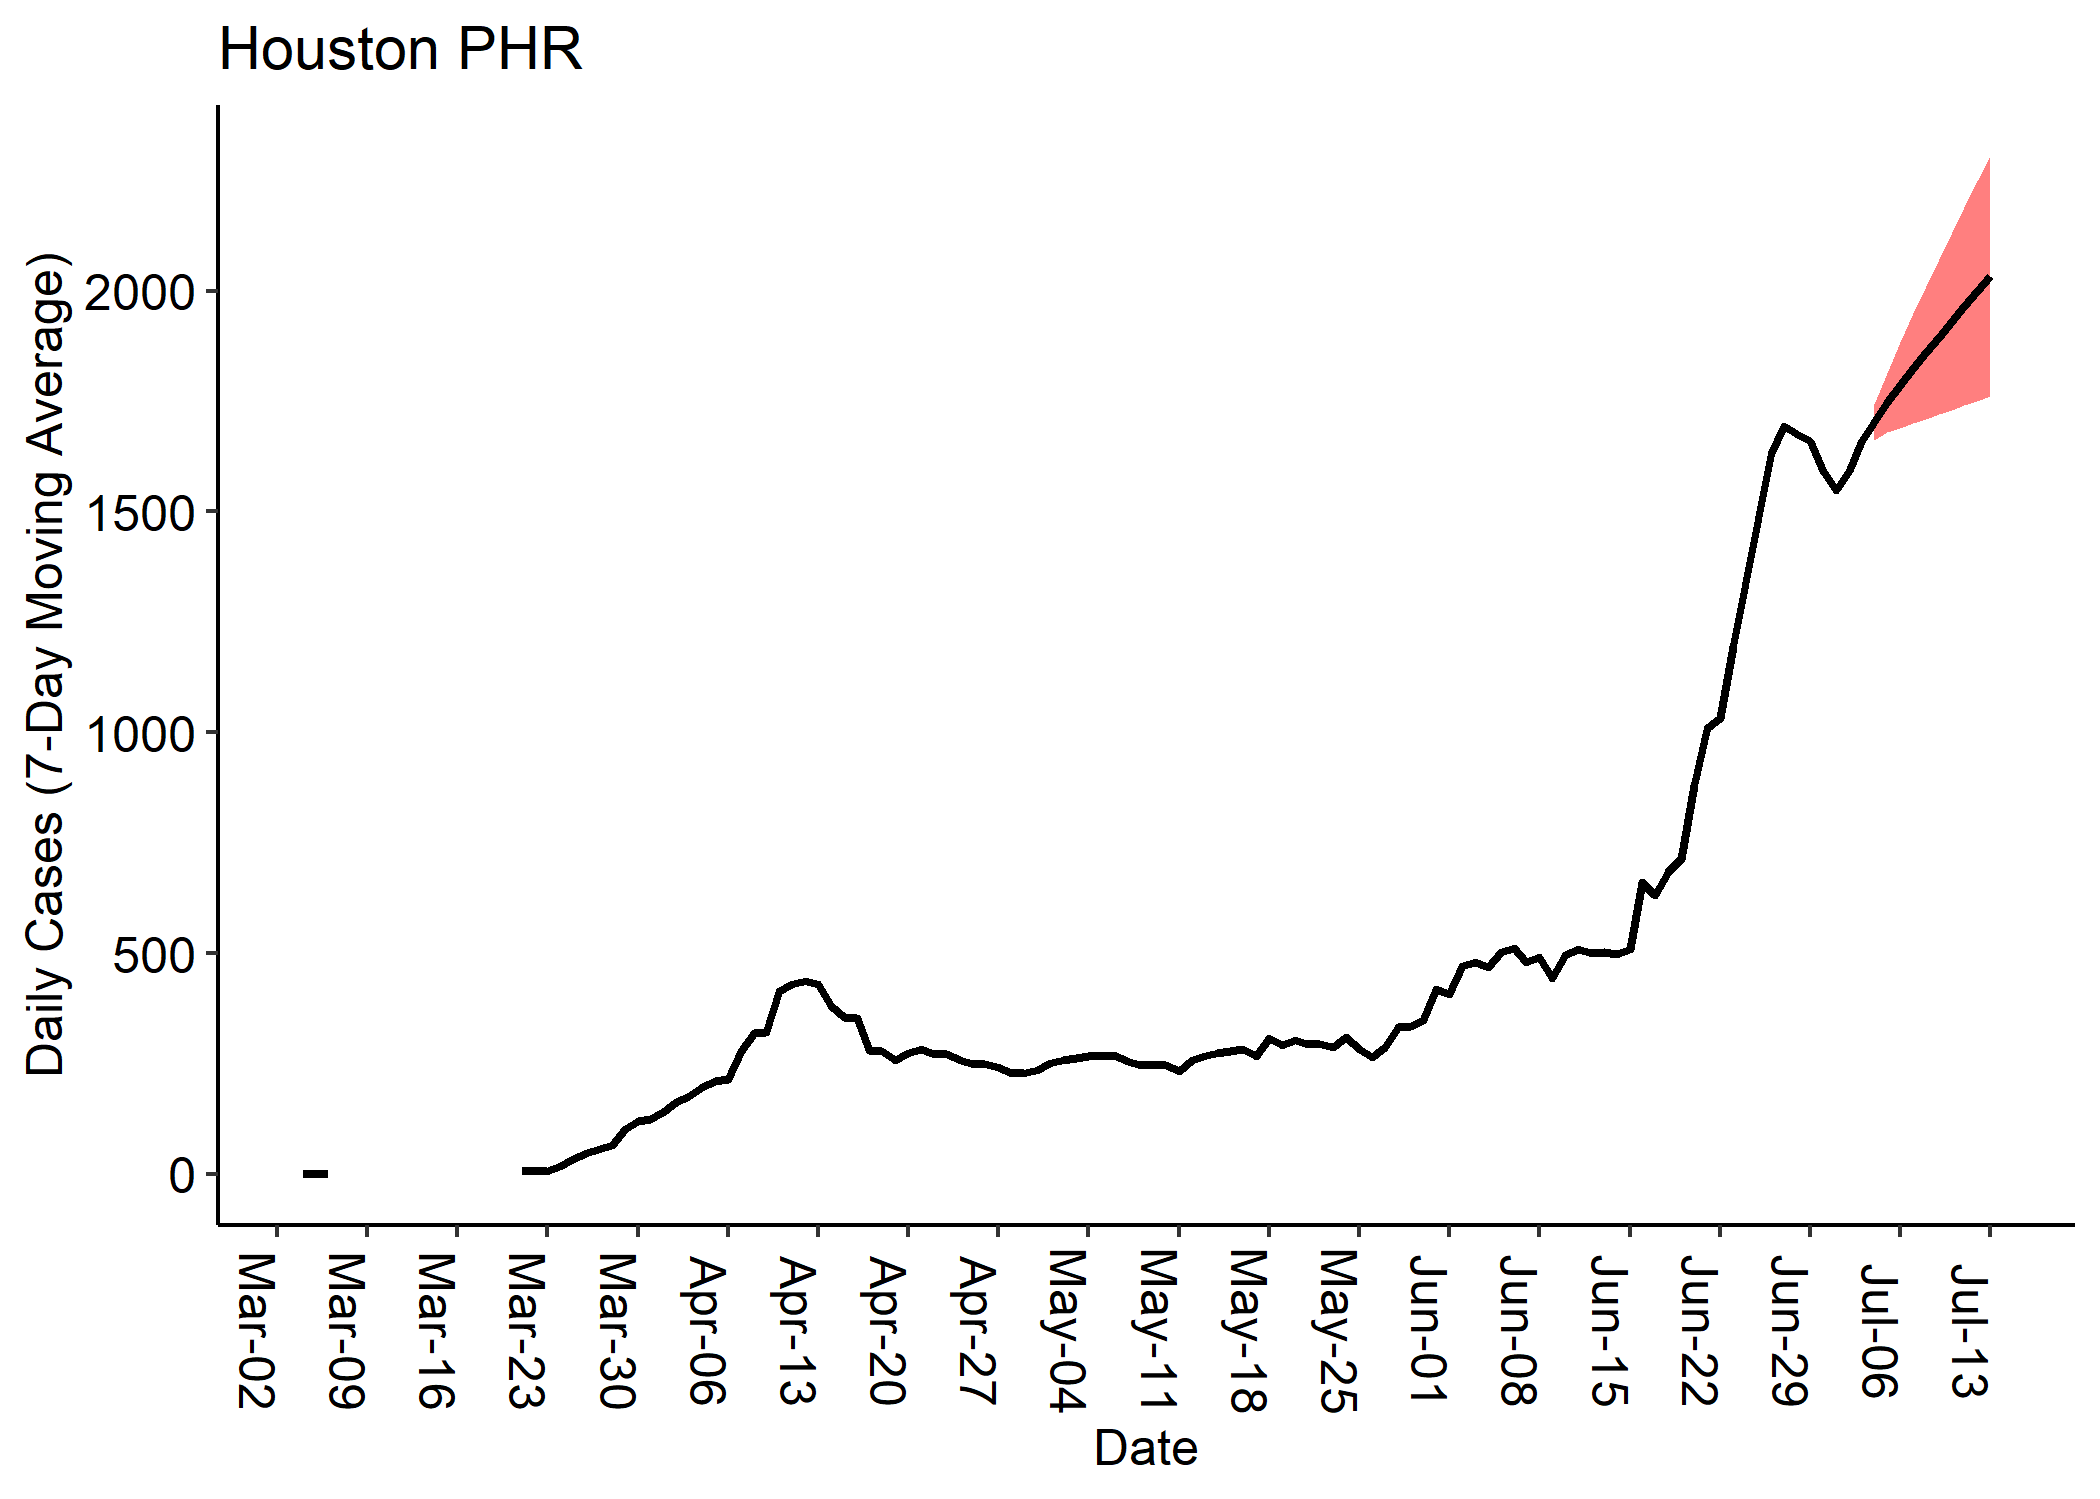 Houston PHR
Daily Cases (7-Day Moving Average)
2000
1500
1000
500
0
Mar-02
Mar-09
Mar-16
Mar-23
Mar-30
Apr-06
Apr-13
Apr-20
Apr-27
May-04
May-11
May-18
May-25
Jun-01
Jun-08
Jun-15
Jun-22
Jun-29
Jul-06
Jul-13
Date